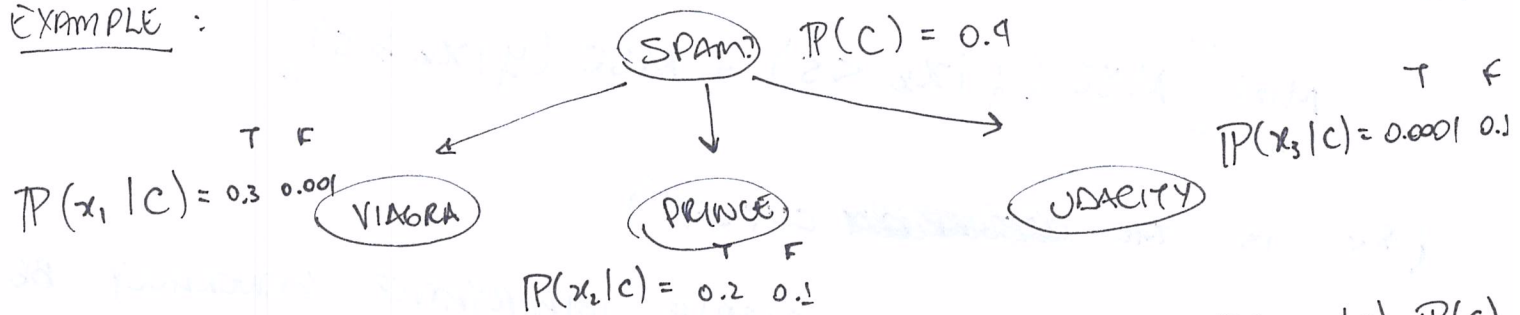 EXAMPLE :
SPAM? ℙ(C) = 0.4
T F
ℙ(x₃|C) = 0.0001 0.1
T F
ℙ(x₁|C) = 0.3 0.001
VIAGRA PRINCE UDACITY
T F
ℙ(x₂|C) = 0.2 0.1